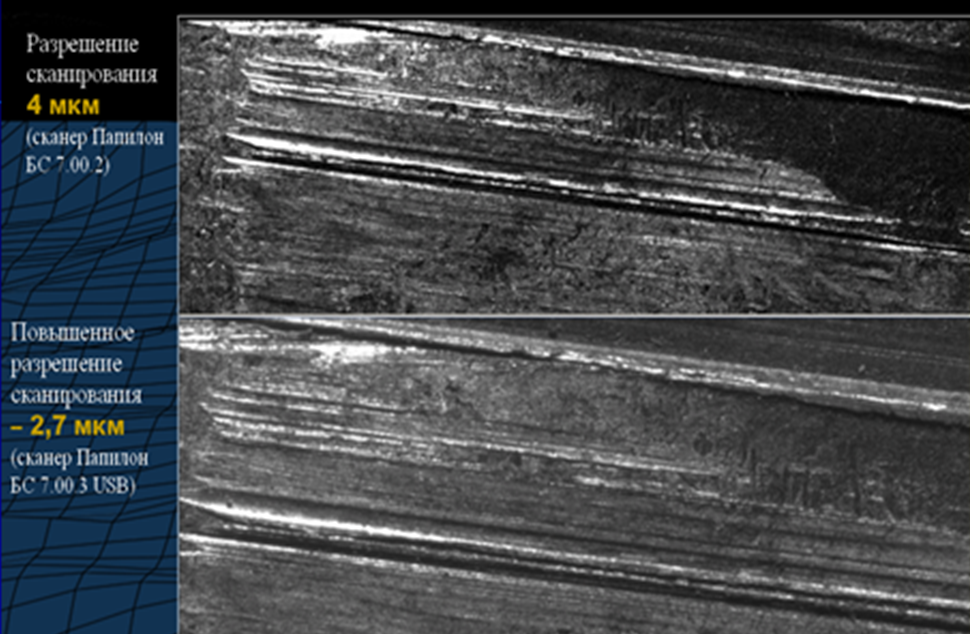 Разрешение
сканирования
4 мкм
(сканер Папилон
БС 7.00.2)
Повышенное
разрешение
сканирования
– 2,7 мкм
(сканер Папилон
БС 7.00.3 USB)